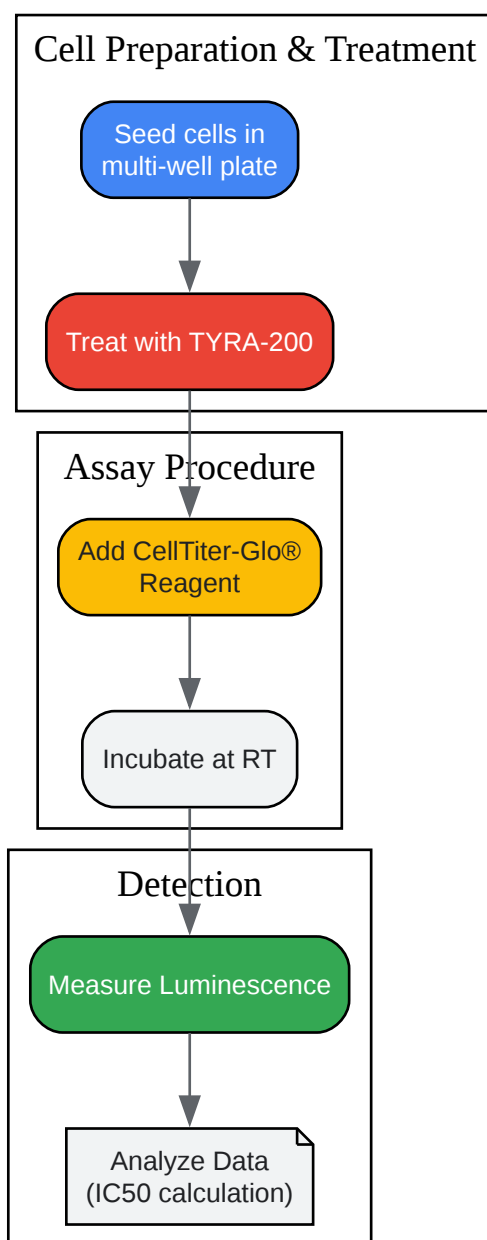 Cell Preparation & Treatment
Seed cells in
multi-well plate
Treat with TYRA-200
Assay Procedure
Add CellTiter-Glo®
Reagent
Incubate at RT
Detection
Measure Luminescence
Analyze Data
(IC50 calculation)